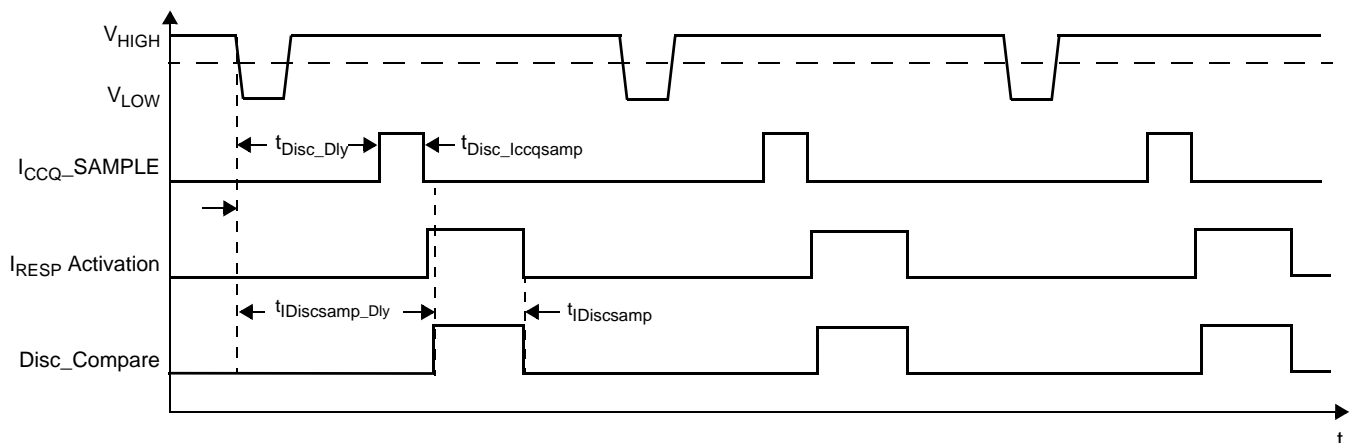 V_HIGH
V_LOW
t_Disc_Dly
t_Disc_Iccqsamp
I_CCQ_SAMPLE
I_RESP Activation
t_IDiscsamp_Dly
t_IDiscsamp
Disc_Compare
t